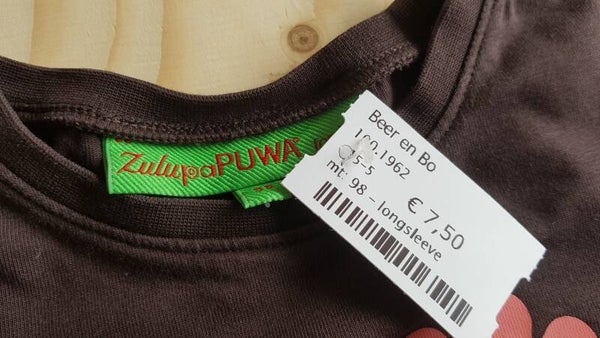 ZulupaPUWA
Beer en Bo
100.1962
€ 7,50
mt: 98 - longsleeve